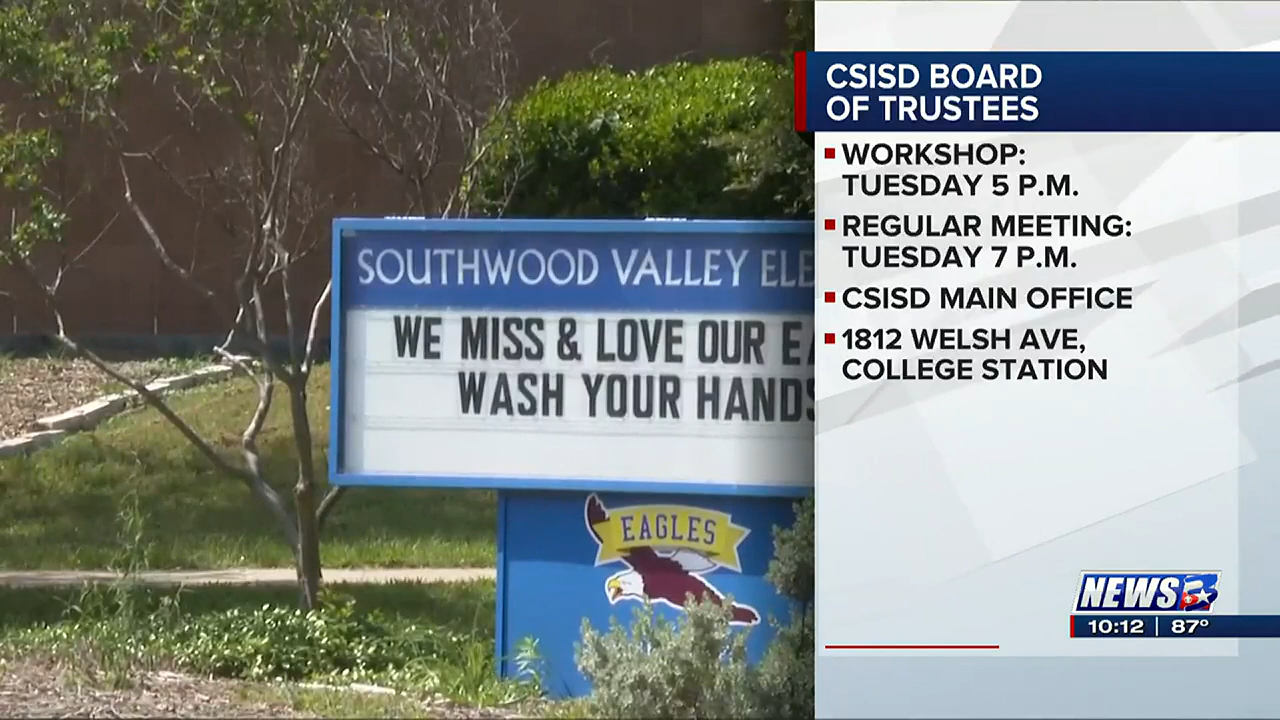 SOUTHWOOD VALLEY
WE MISS & LOVE OUR
WASH YOUR HANDS
EAGLES
CSISD BOARD
OF TRUSTEES
WORKSHOP:
TUESDAY 5 P.M.
REGULAR MEETING:
TUESDAY 7 P.M.
CSISD MAIN OFFICE
1812 WELSH AVE,
COLLEGE STATION
NEWS 3
10:12 | 87°